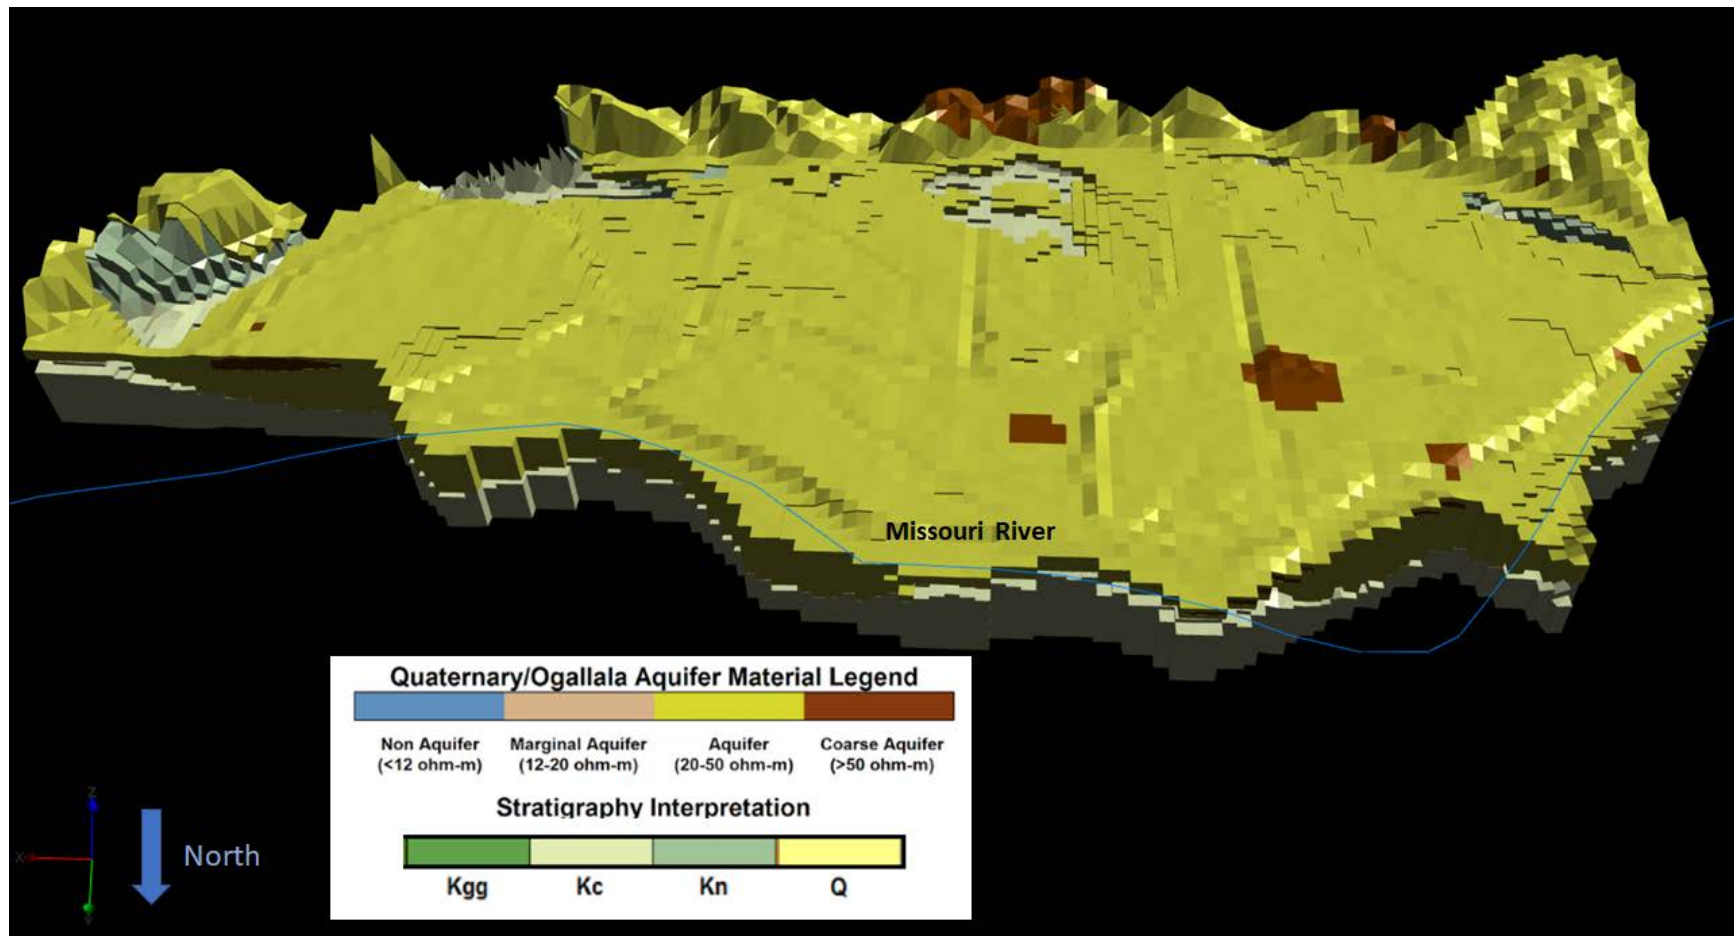 Missouri River
Quaternary/Ogallala Aquifer Material Legend
Non Aquifer Marginal Aquifer Aquifer Coarse Aquifer
(<12 ohm-m) (12-20 ohm-m) (20-50 ohm-m) (>50 ohm-m)
Stratigraphy Interpretation
Kgg Kc Kn Q
Z
X
Y
North